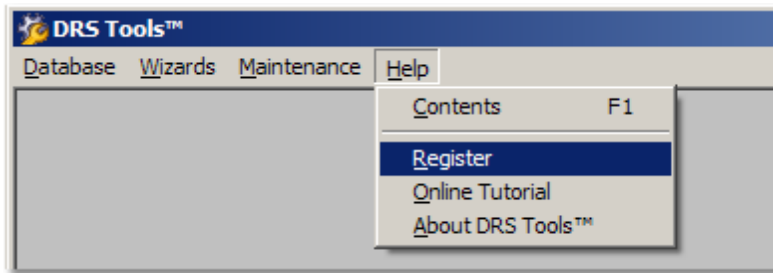 DRS Tools™
Database Wizards Maintenance Help
Contents F1
Register
Online Tutorial
About DRS Tools™